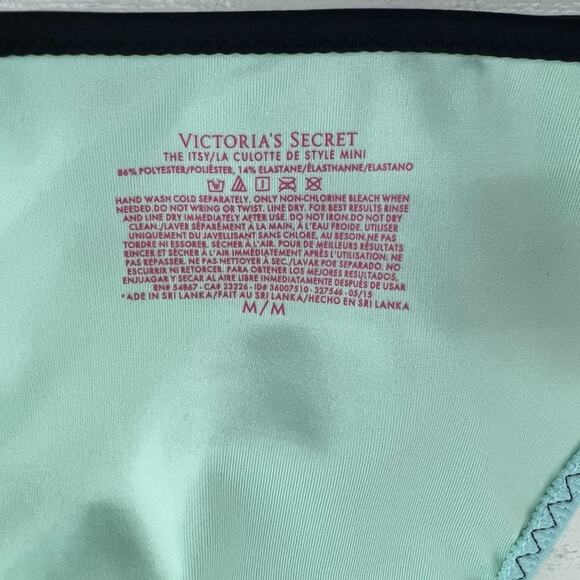 VICTORIA'S SECRET
THE ITSY/LA CULOTTE DE STYLE MINI
86% POLYESTER/POLIÉSTER, 14% ELASTANE/ÉLASTHANNE/ELASTANO
HAND WASH COLD SEPARATELY. ONLY NON-CHLORINE BLEACH WHEN
NEEDED.DO NOT WRING OR TWIST. LINE DRY. FOR BEST RESULTS RINSE
AND LINE DRY IMMEDIATELY AFTER USE. DO NOT IRON.DO NOT DRY
CLEAN./LAVER SÉPARÉMENT À LA MAIN, À L'EAU FROIDE. UTILISER
UNIQUEMENT DU JAVELISANT SANS CHLORE, AU BESOIN.NE PAS
TORDRE NI ESSORER. SÉCHER À L'AIR. POUR DE MEILLEURS RÉSULTATS
RINCER ET SÉCHER À L'AIR IMMÉDIATEMENT APRÈS L'UTILISATION. NE
PAS REPASSER. NE PAS NETTOYER À SEC./LAVAR POR SEPARADO. NO
ESCURRIR NI RETORCER. PARA OBTENER LOS MEJORES RESULTADOS,
ENJUAGAR Y SECAR AL AIRE LIBRE INMEDIATAMENTE DESPUÉS DE USAR
RN# 54867 · CA# 23226 · ID# 36007510 · 327546 · 05/15
MADE IN SRI LANKA/FAIT AU SRI LANKA/HECHO EN SRI LANKA
M/M